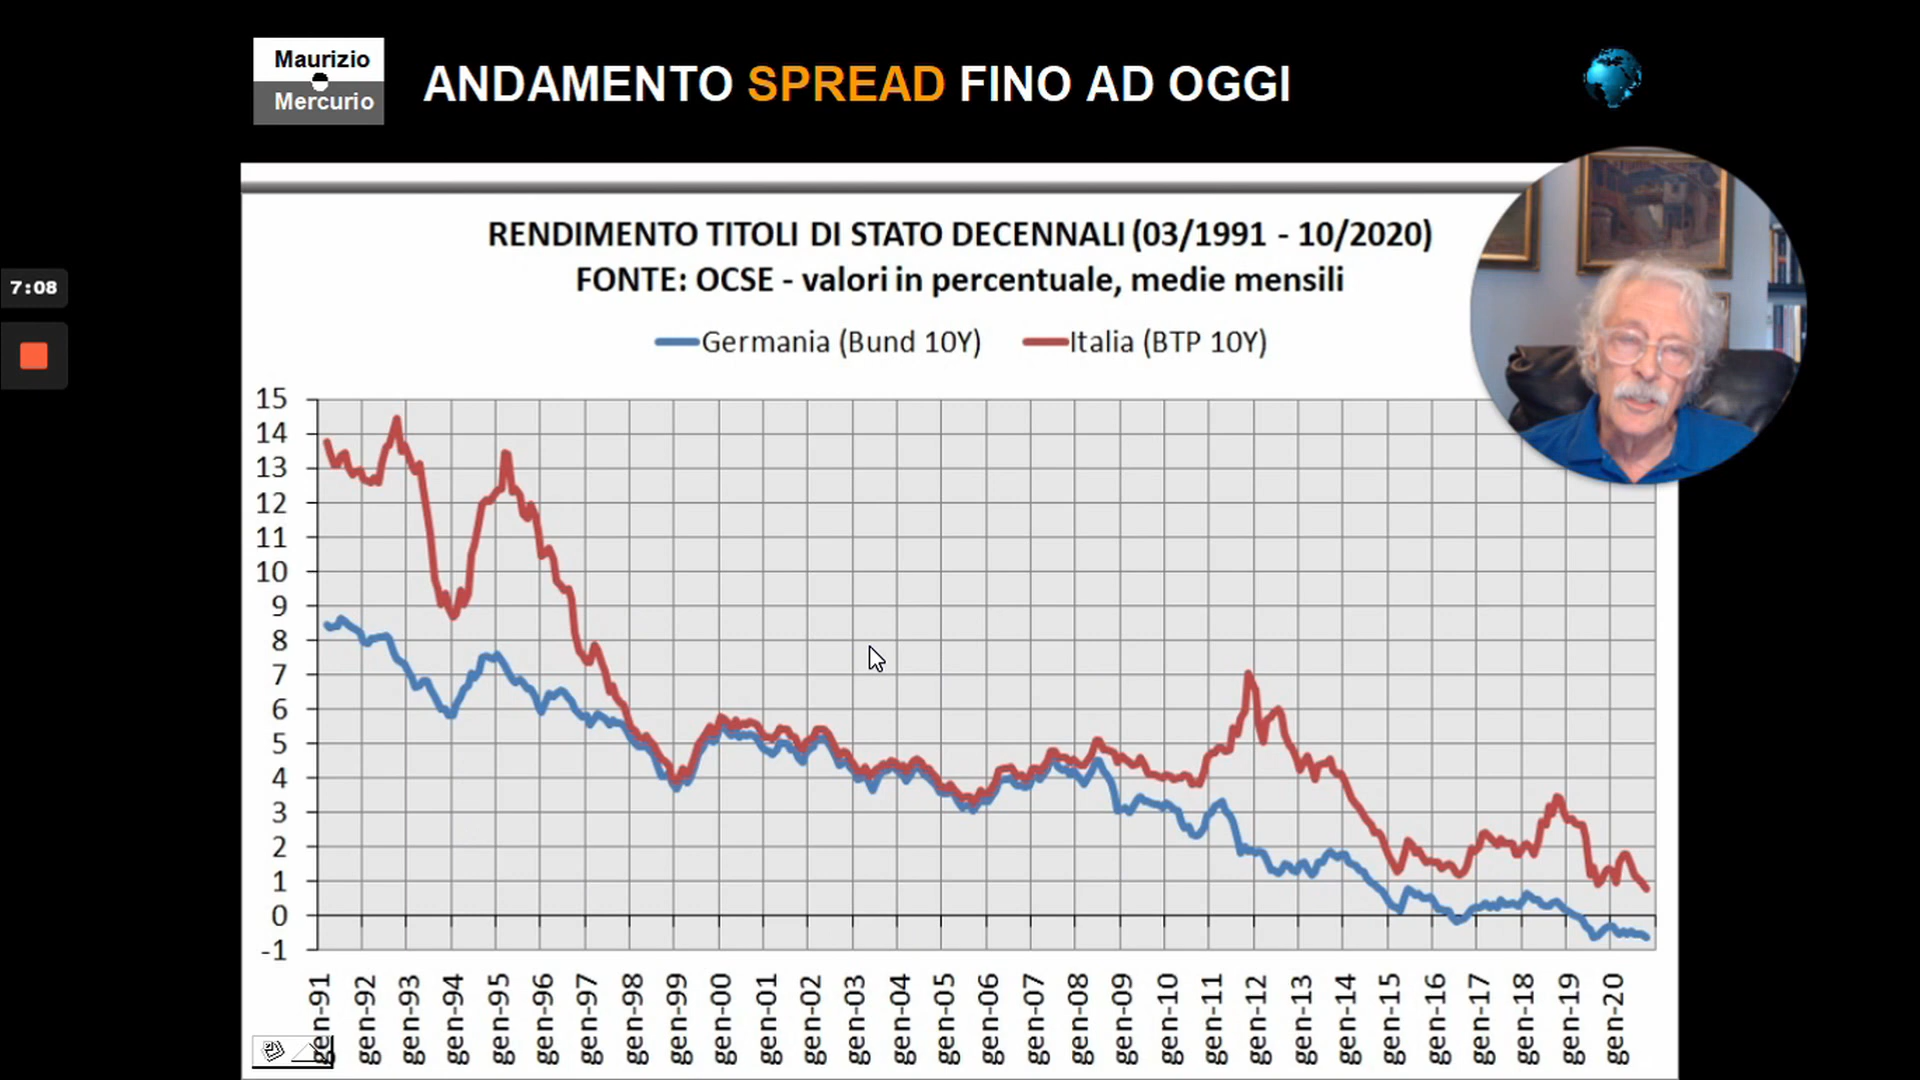 Maurizio
Mercurio
ANDAMENTO SPREAD FINO AD OGGI
7:08
RENDIMENTO TITOLI DI STATO DECENNALI (03/1991 - 10/2020)
FONTE: OCSE - valori in percentuale, medie mensili
Germania (Bund 10Y) Italia (BTP 10Y)
15
14
13
12
11
10
9
8
7
6
5
4
3
2
1
0
-1
gen-91
gen-92
gen-93
gen-94
gen-95
gen-96
gen-97
gen-98
gen-99
gen-00
gen-01
gen-02
gen-03
gen-04
gen-05
gen-06
gen-07
gen-08
gen-09
gen-10
gen-11
gen-12
gen-13
gen-14
gen-15
gen-16
gen-17
gen-18
gen-19
gen-20